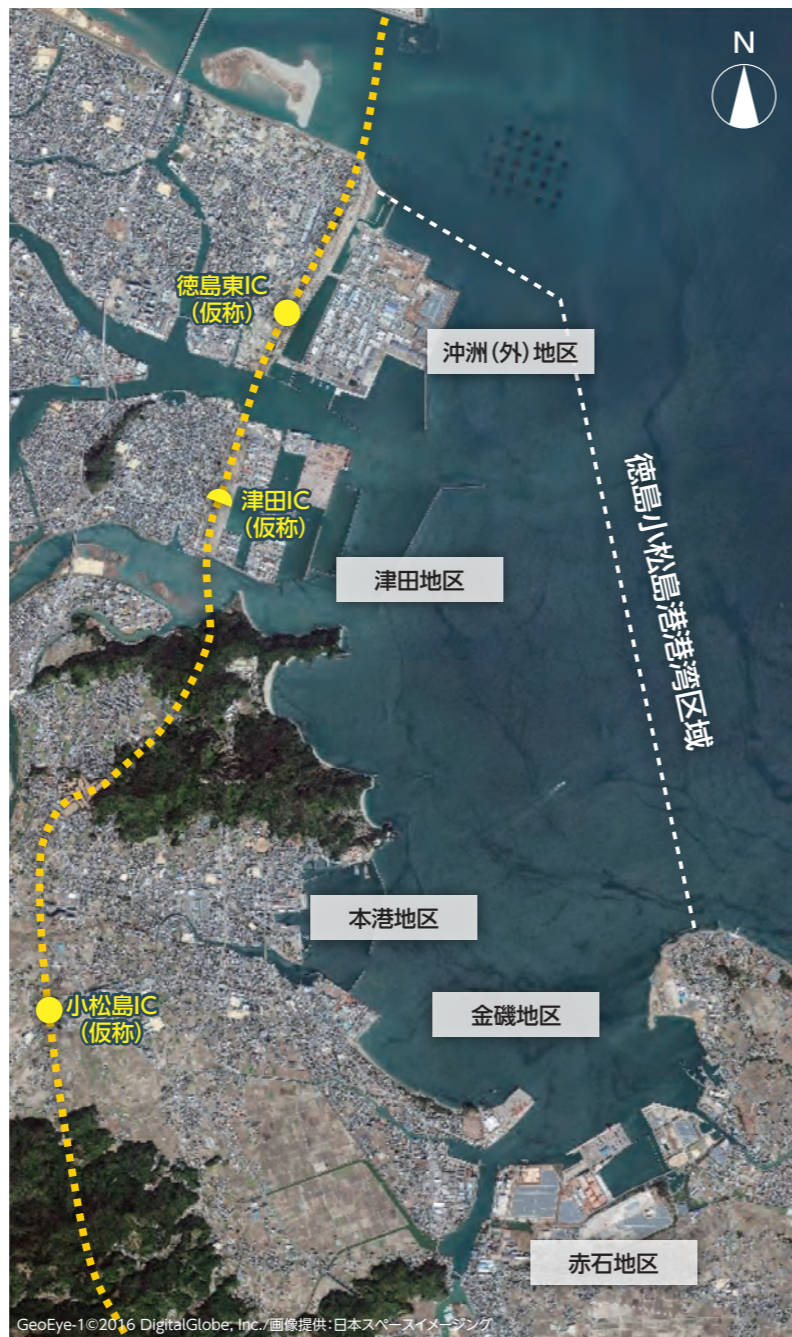 N
徳島東IC
(仮称)
沖洲(外)地区
徳島小松島港港湾区域
津田IC
(仮称)
津田地区
本港地区
小松島IC
(仮称)
金磯地区
赤石地区
GeoEye-1©2016 DigitalGlobe, Inc./画像提供:日本スペースイメージング